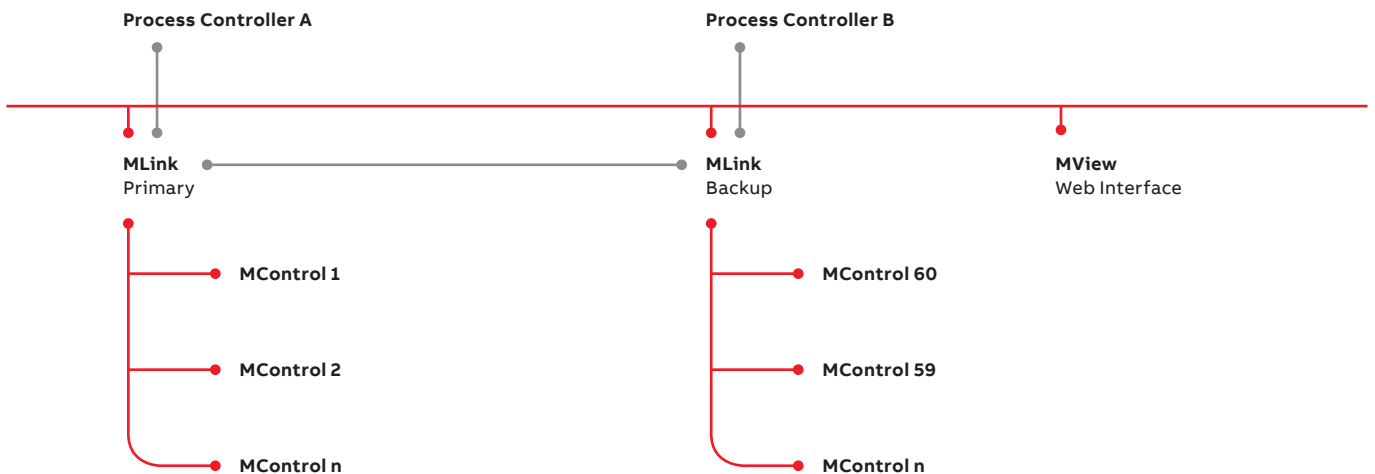 Process Controller A
Process Controller B
MLink
Primary
MLink
Backup
MView
Web Interface
MControl 1
MControl 60
MControl 2
MControl 59
MControl n
MControl n